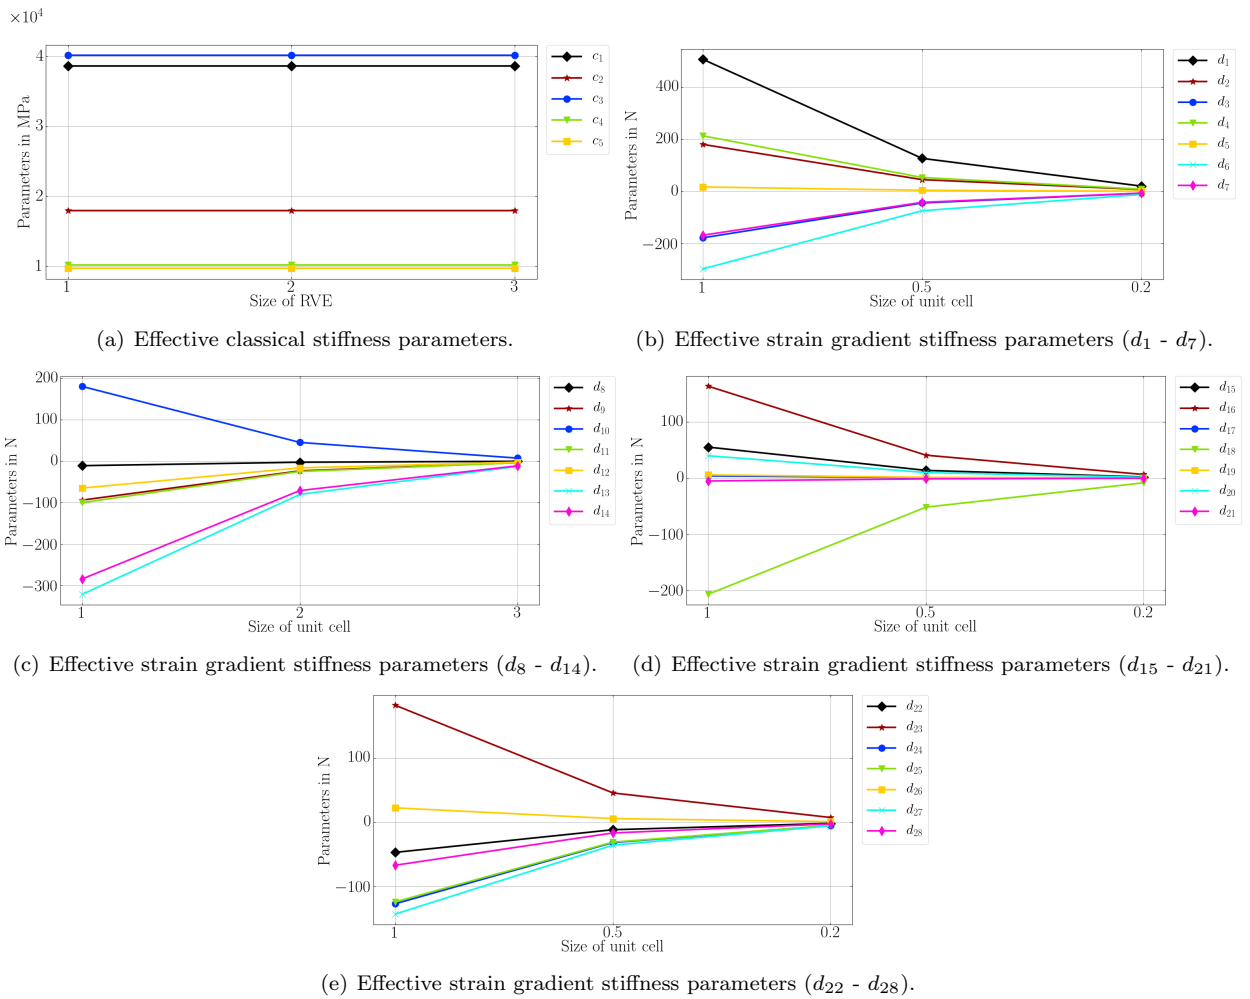 ×10⁴
4
3
2
1
Parameters in MPa
1 2 3
Size of RVE
c₁
c₂
c₃
c₄
c₅
(a) Effective classical stiffness parameters.
400
200
0
−200
Parameters in N
1 0.5 0.2
Size of unit cell
d₁
d₂
d₃
d₄
d₅
d₆
d₇
(b) Effective strain gradient stiffness parameters (d₁ - d₇).
200
100
0
−100
−200
−300
Parameters in N
1 2 3
Size of unit cell
d₈
d₉
d₁₀
d₁₁
d₁₂
d₁₃
d₁₄
(c) Effective strain gradient stiffness parameters (d₈ - d₁₄).
100
0
−100
−200
Parameters in N
1 0.5 0.2
Size of unit cell
d₁₅
d₁₆
d₁₇
d₁₈
d₁₉
d₂₀
d₂₁
(d) Effective strain gradient stiffness parameters (d₁₅ - d₂₁).
100
0
−100
Parameters in N
1 0.5 0.2
Size of unit cell
d₂₂
d₂₃
d₂₄
d₂₅
d₂₆
d₂₇
d₂₈
(e) Effective strain gradient stiffness parameters (d₂₂ - d₂₈).